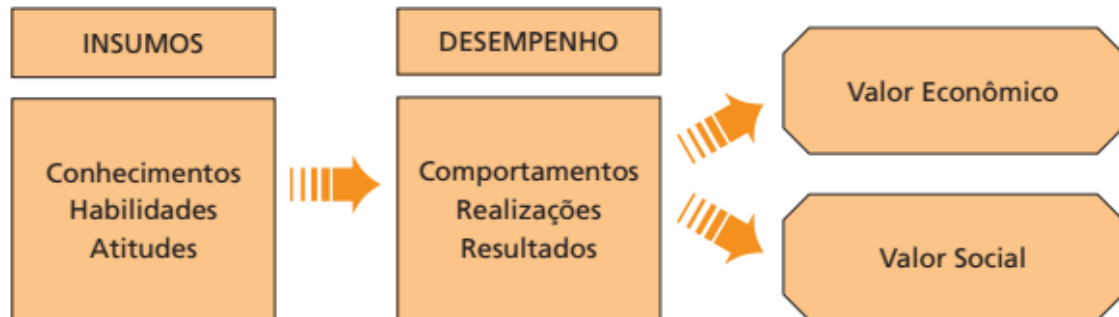 INSUMOS
Conhecimentos
Habilidades
Atitudes
DESEMPENHO
Comportamentos
Realizações
Resultados
Valor Econômico
Valor Social